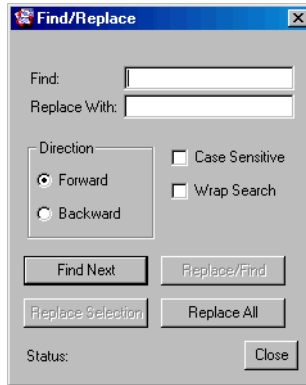 Find/Replace
Find:
Replace With:
Direction
Forward
Case Sensitive
Wrap Search
Backward
Find Next
Replace/Find
Replace Selection
Replace All
Status:
Close